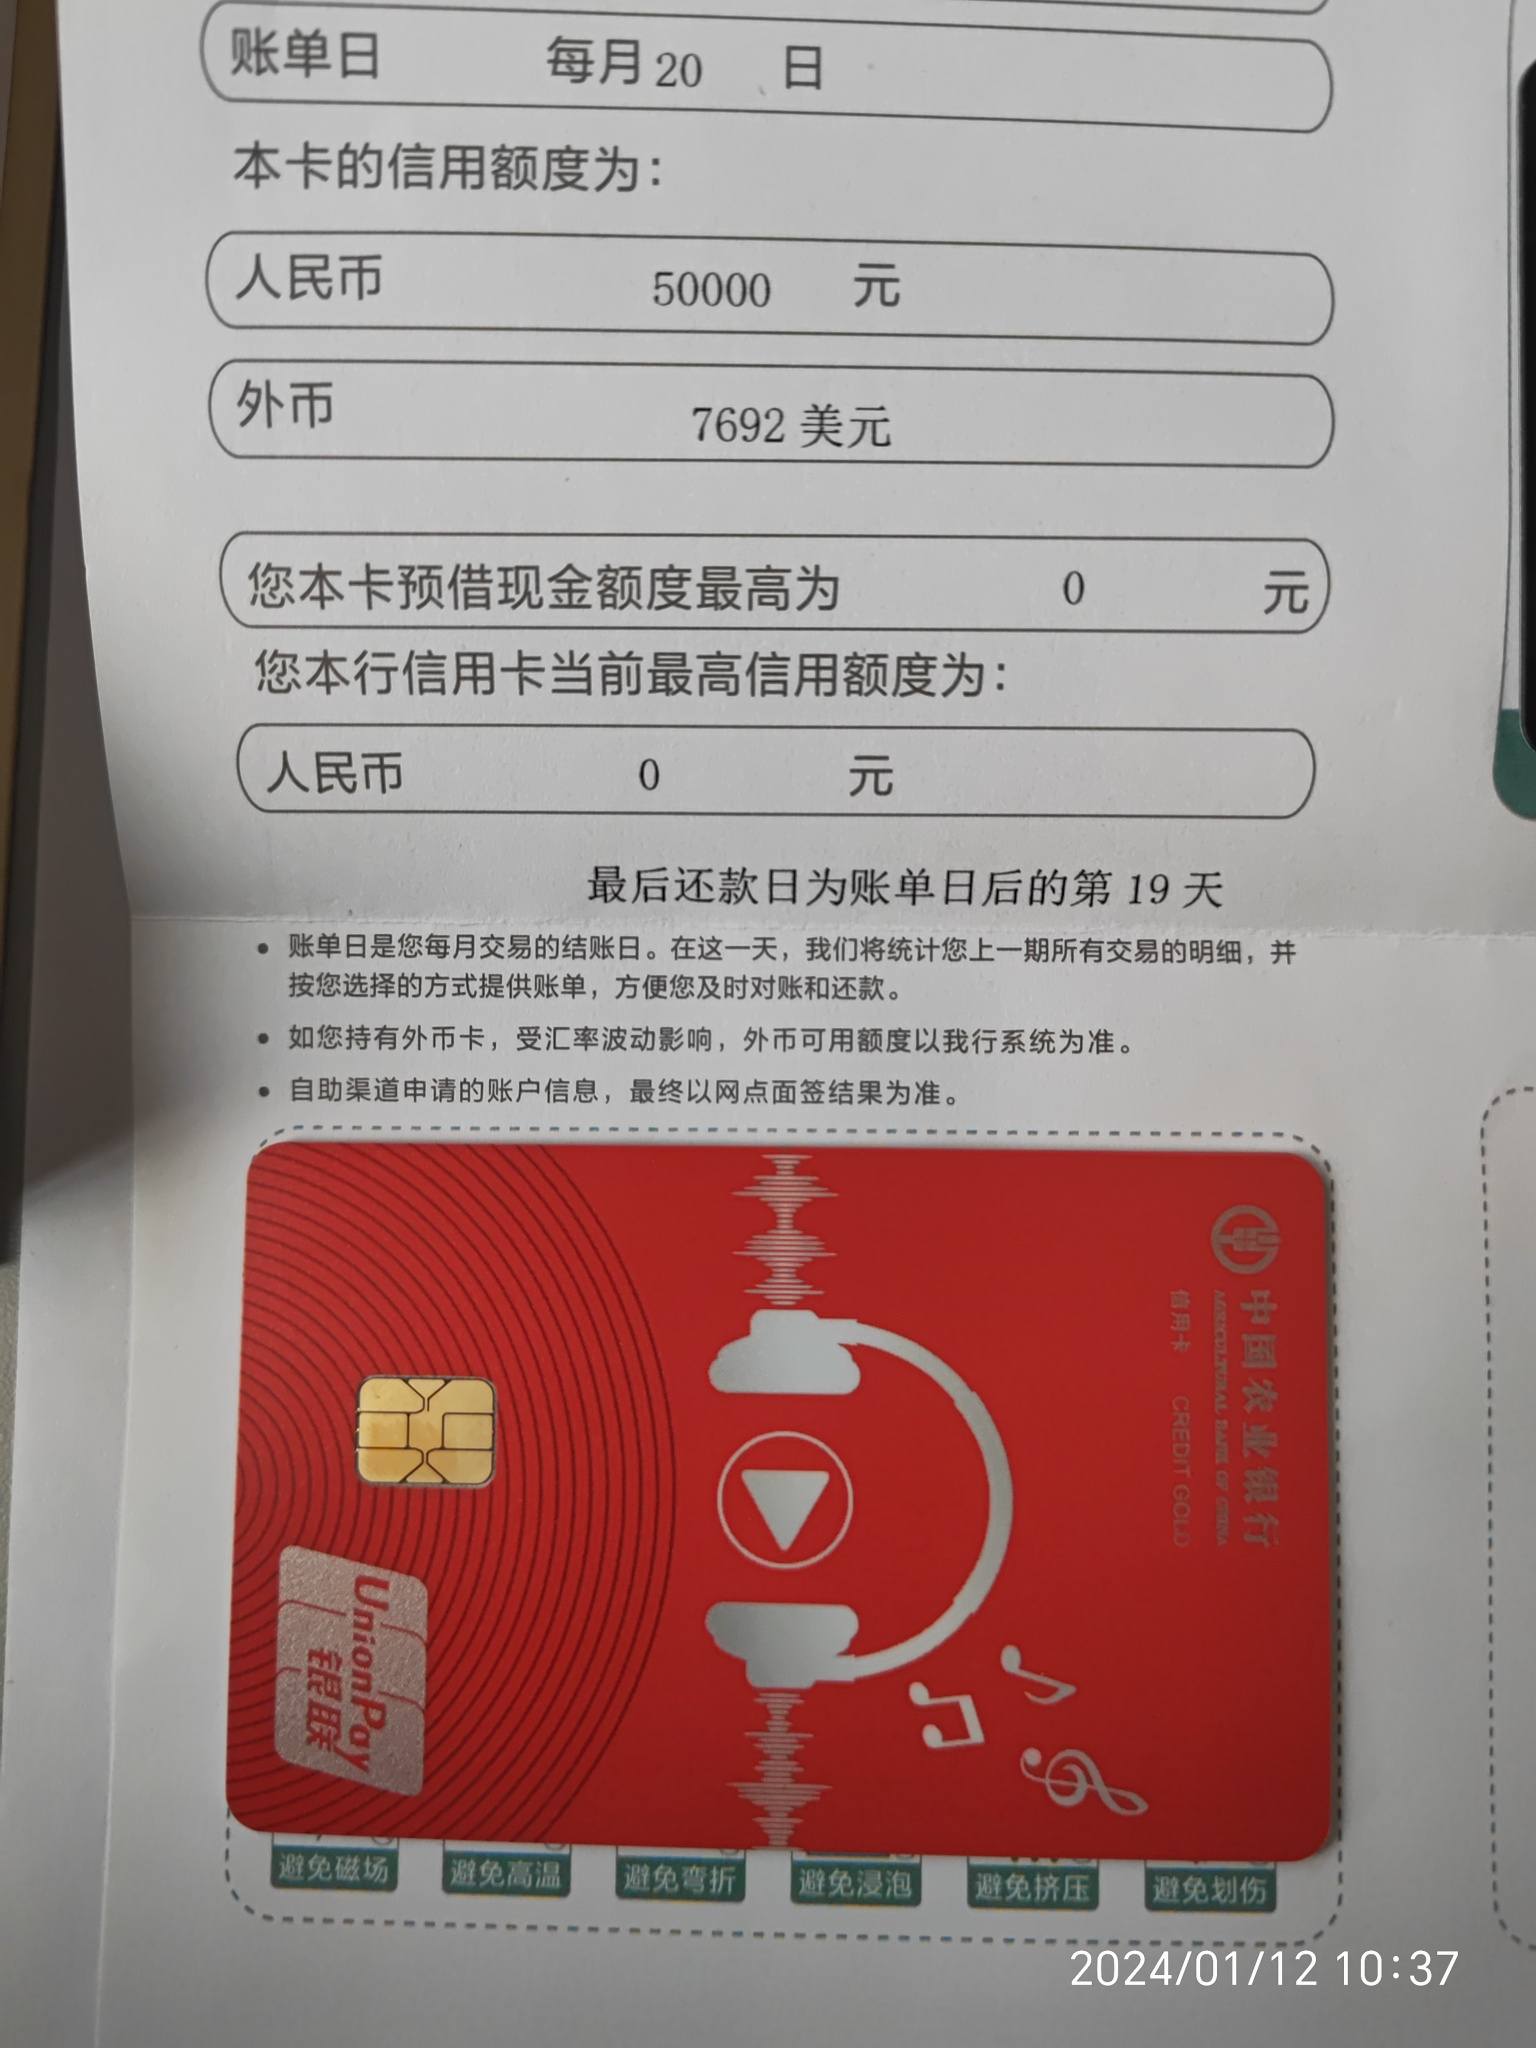 账单日 每月 20 日
本卡的信用额度为：
人民币 50000 元
外币 7692 美元
您本卡预借现金额度最高为 0 元
您本行信用卡当前最高信用额度为：
人民币 0 元
最后还款日为账单日后的第 19 天
• 账单日是您每月交易的结账日。在这一天，我们将统计您上一期所有交易的明细，并
按您选择的方式提供账单，方便您及时对账和还款。
• 如您持有外币卡，受汇率波动影响，外币可用额度以我行系统为准。
• 自助渠道申请的账户信息，最终以网点面签结果为准。
中国农业银行
AGRICULTURAL BANK OF CHINA
信用卡 CREDIT GOLD
UnionPay
银联
避免磁场 避免高温 避免弯折 避免浸泡 避免挤压 避免划伤
2024/01/12 10:37